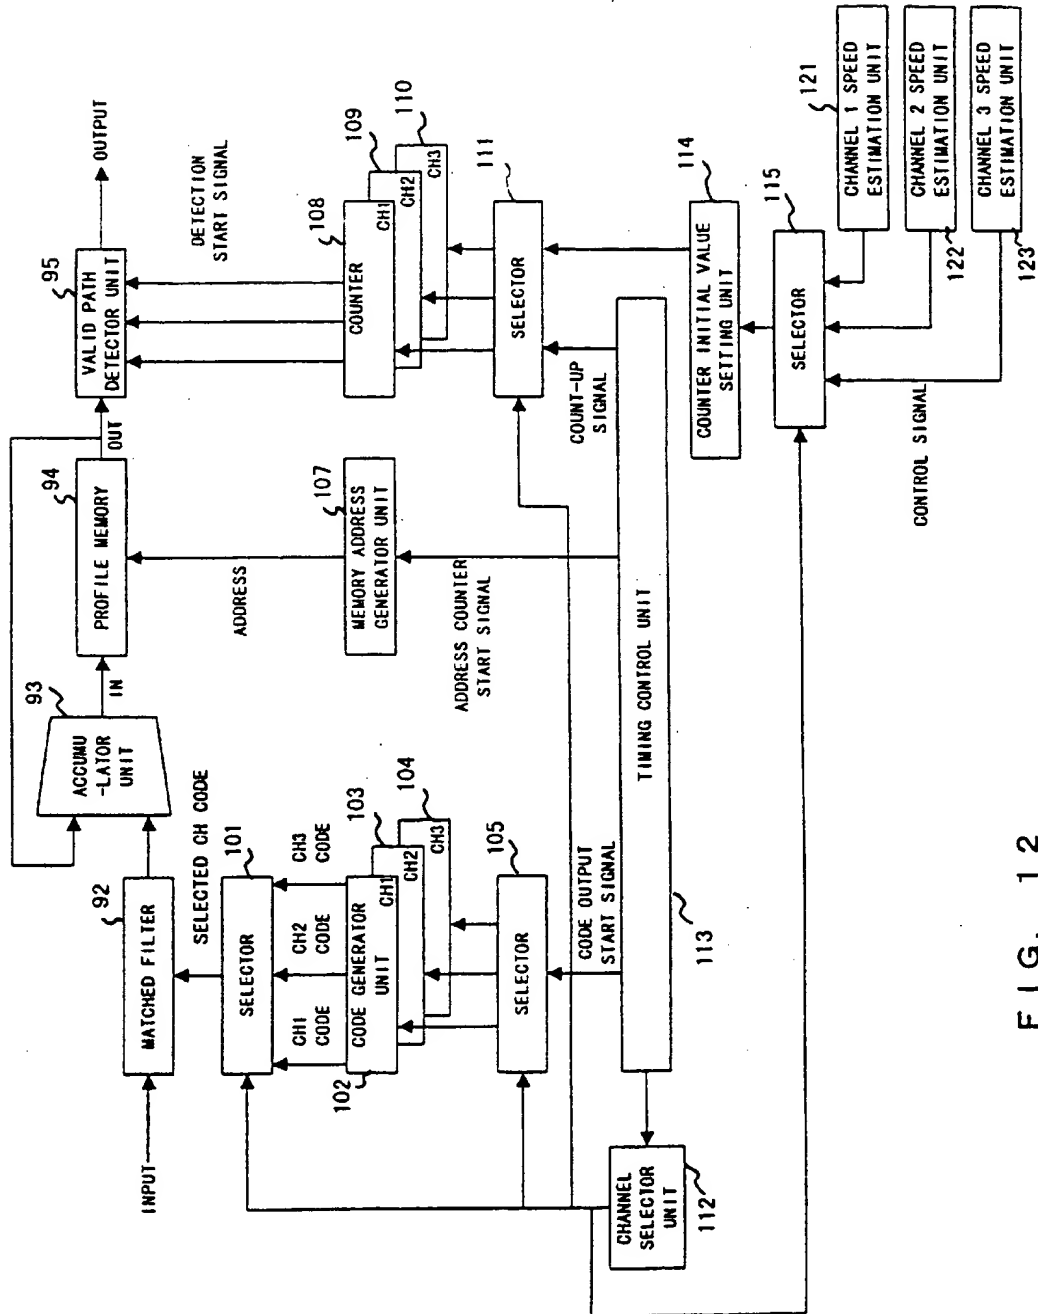 INPUT
92
MATCHED FILTER
SELECTED CH CODE
93
ACCUMU
-LATOR
UNIT
IN
94
PROFILE MEMORY
OUT
95
VALID PATH
DETECTOR UNIT
OUTPUT
101
SELECTOR
CH1
CODE
CH2
CODE
CH3
CODE
102
CODE GENERATOR
UNIT
CH1
103
CH2
104
CH3
105
SELECTOR
CODE OUTPUT
START SIGNAL
ADDRESS
107
MEMORY ADDRESS
GENERATOR UNIT
ADDRESS COUNTER
START SIGNAL
DETECTION
START SIGNAL
108
COUNTER
CH1
109
CH2
110
CH3
111
SELECTOR
COUNT-UP
SIGNAL
CHANNEL
SELECTOR
UNIT
112
TIMING CONTROL UNIT
113
114
COUNTER INITIAL VALUE
SETTING UNIT
115
SELECTOR
CONTROL SIGNAL
121
CHANNEL 1 SPEED
ESTIMATION UNIT
CHANNEL 2 SPEED
ESTIMATION UNIT
122
CHANNEL 3 SPEED
ESTIMATION UNIT
123
FIG. 12